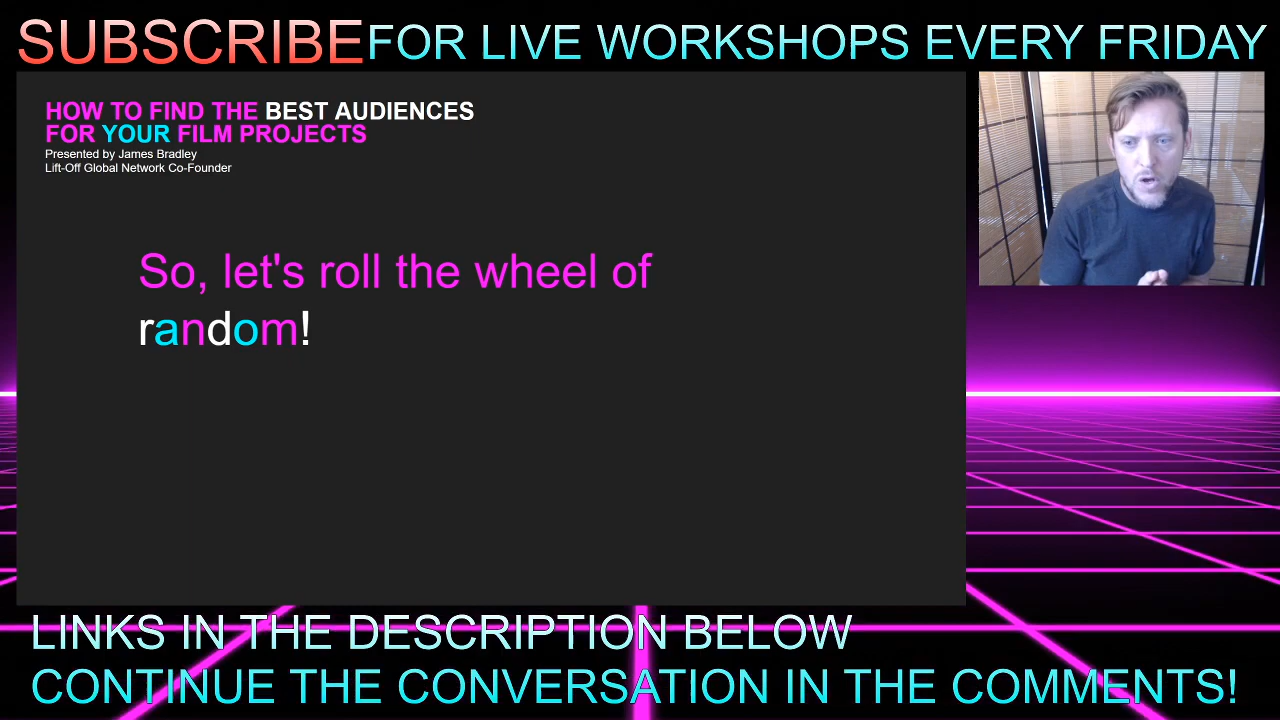 SUBSCRIBE FOR LIVE WORKSHOPS EVERY FRIDAY
HOW TO FIND THE BEST AUDIENCES
FOR YOUR FILM PROJECTS
Presented by James Bradley
Lift-Off Global Network Co-Founder
So, let's roll the wheel of
random!
LINKS IN THE DESCRIPTION BELOW
CONTINUE THE CONVERSATION IN THE COMMENTS!